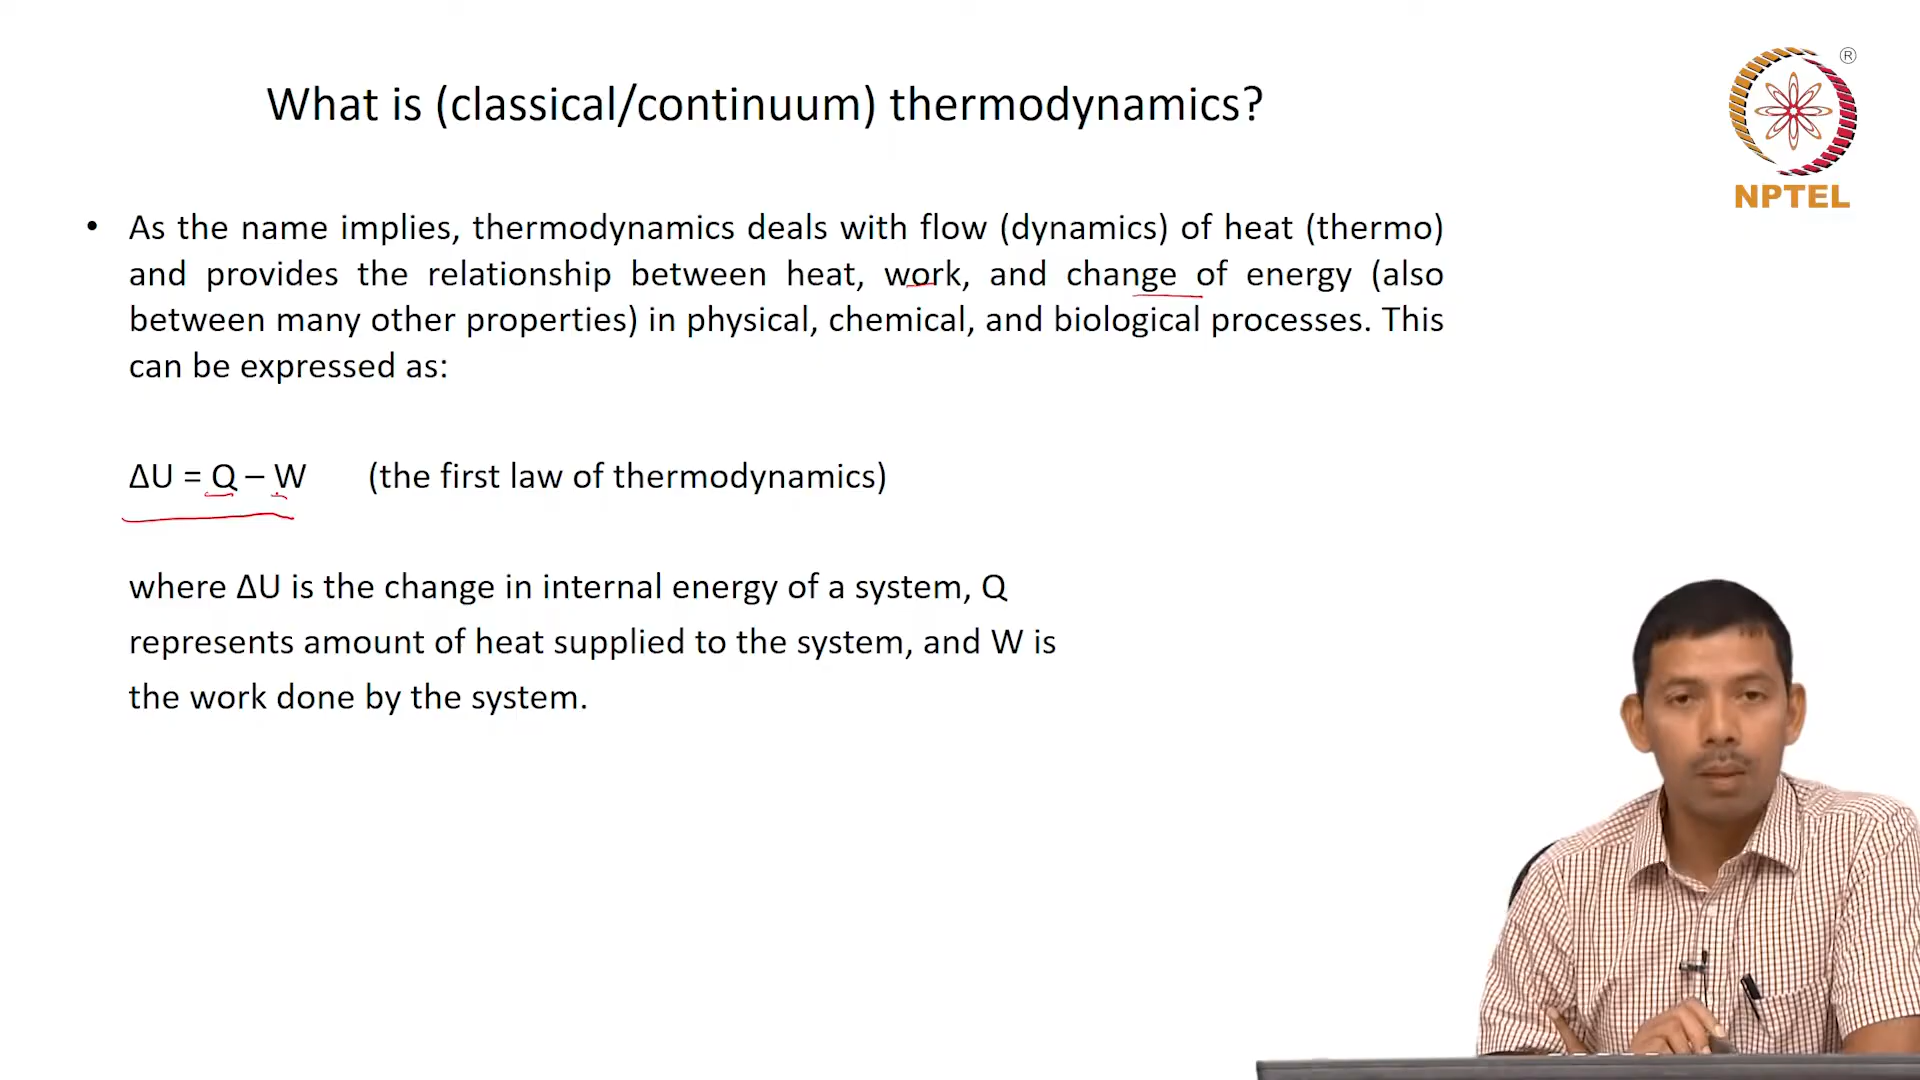 What is (classical/continuum) thermodynamics?
®
NPTEL
• As the name implies, thermodynamics deals with flow (dynamics) of heat (thermo)
and provides the relationship between heat, work, and change of energy (also
between many other properties) in physical, chemical, and biological processes. This
can be expressed as:
ΔU = Q – W (the first law of thermodynamics)
where ΔU is the change in internal energy of a system, Q
represents amount of heat supplied to the system, and W is
the work done by the system.